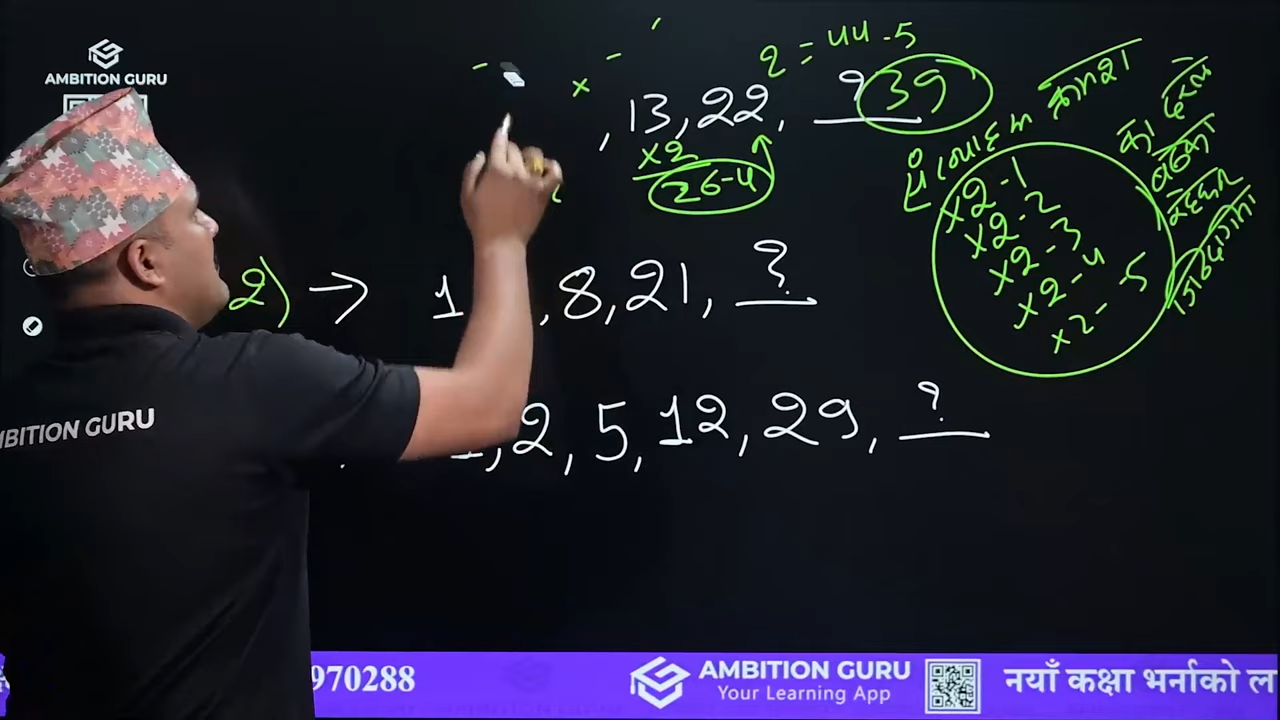 AMBITION GURU
2 = 44-5
, 13, 22, ? 39
x2
26-4
x2-1
x2-2
x2-3
x2-4
x2-5
2) → 1 , 8, 21, ?
1, 2, 5, 12, 29, ?
MBITION GURU
970288
AMBITION GURU
Your Learning App
नयाँ कक्षा भर्नाको ल